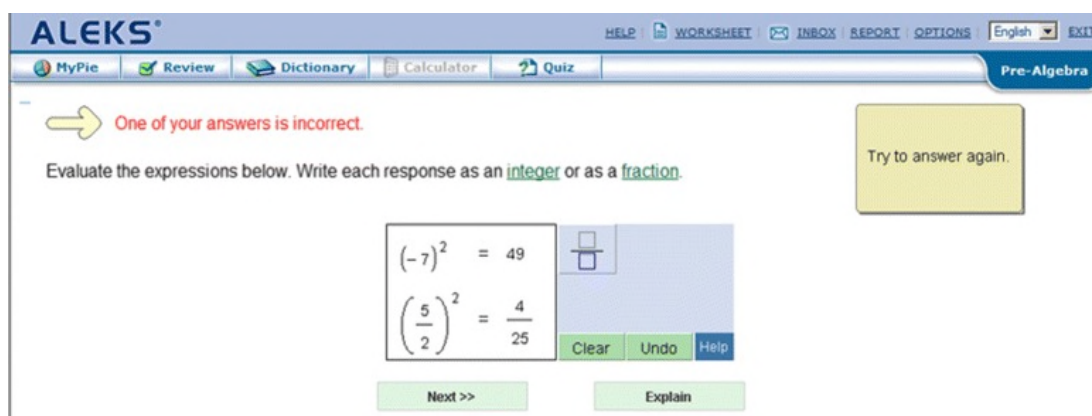 ALEKS®
HELP WORKSHEET INBOX REPORT OPTIONS English EXIT
MyPie Review Dictionary Calculator Quiz Pre-Algebra
One of your answers is incorrect.
Try to answer again.
Evaluate the expressions below. Write each response as an integer or as a fraction.
(-7)² = 49
(5/2)² = 4/25
Clear Undo Help
Next >> Explain